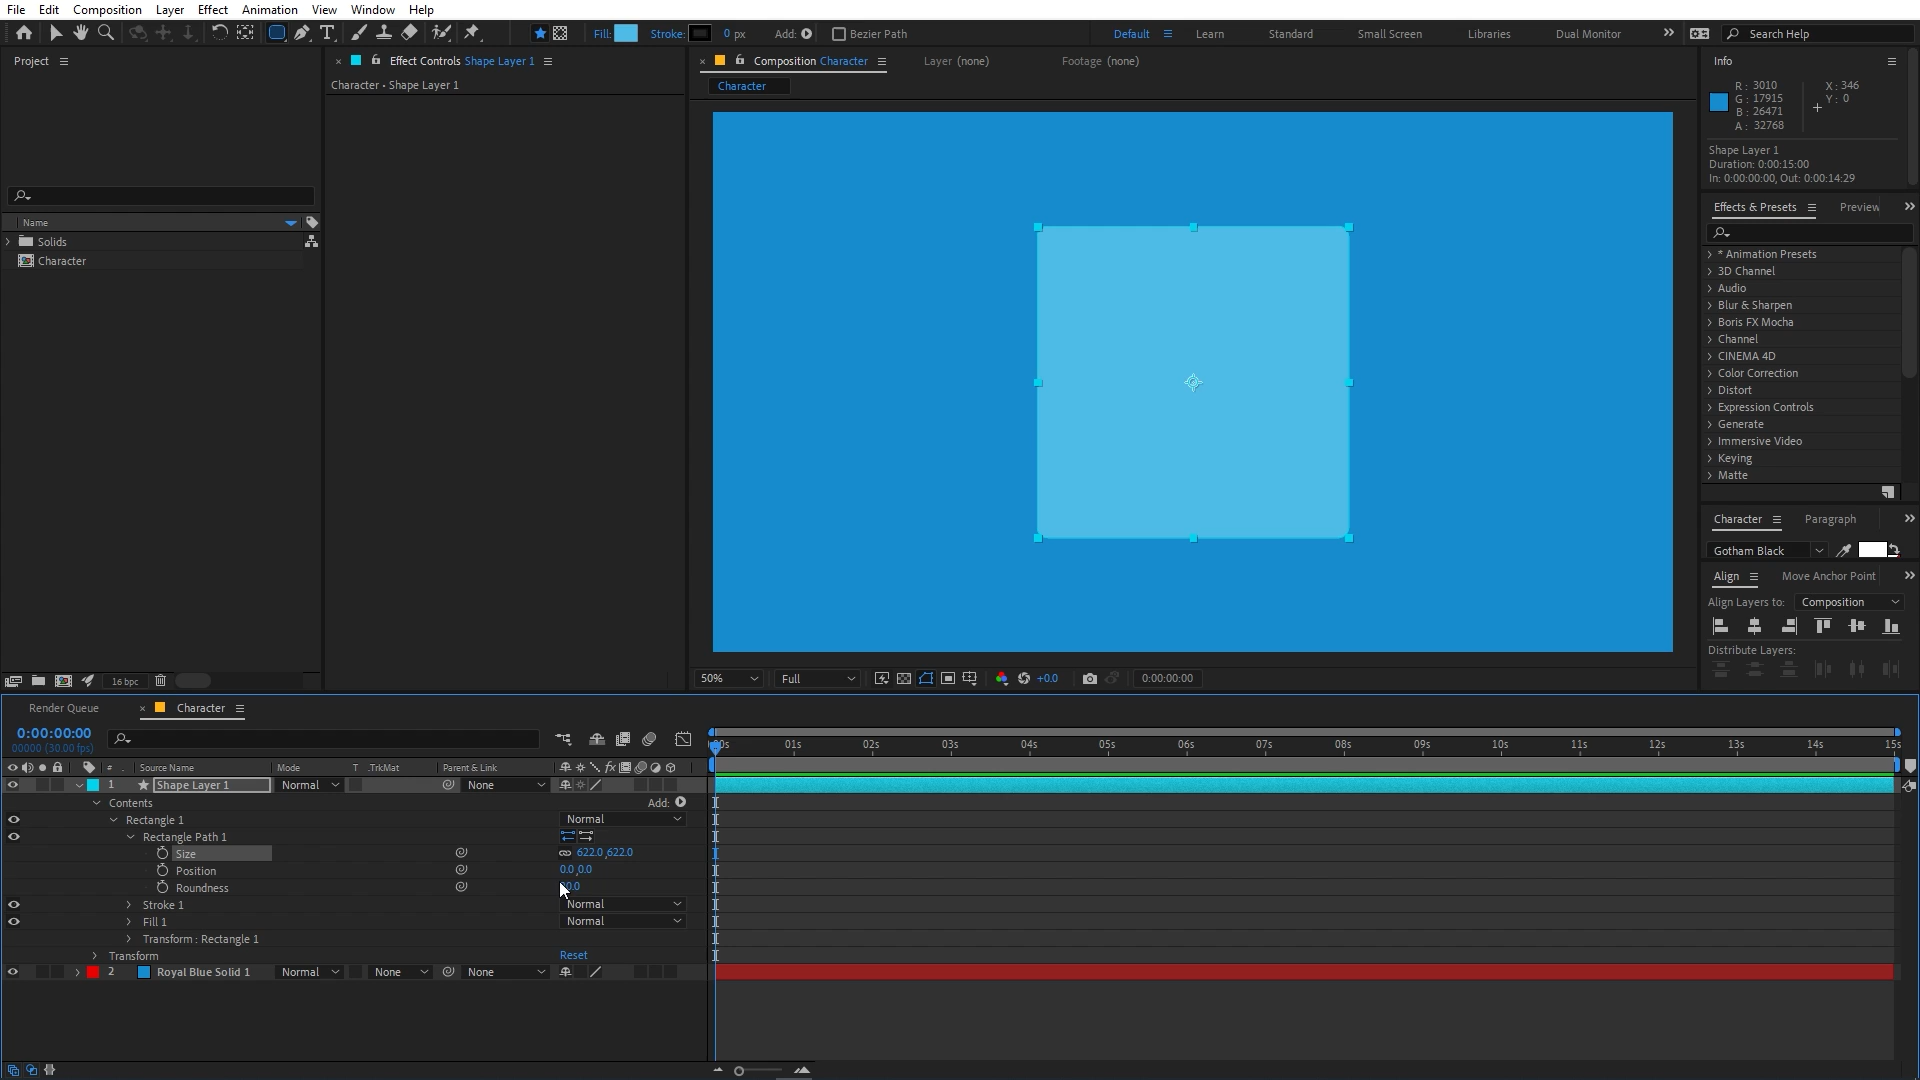 File Edit Composition Layer Effect Animation View Window Help
Fill: Stroke: 0 px Add: Bezier Path Default Learn Standard Small Screen Libraries Dual Monitor Search Help
Project
Name
Solids
Character
16 bpc
Effect Controls Shape Layer 1
Character • Shape Layer 1
Composition Character Layer (none) Footage (none)
Character
50% Full +0.0 0:00:00:00
Info
R: 3010 X: 346
G: 17915 Y: 0
B: 26471
A: 32768
Shape Layer 1
Duration: 0:00:15:00
In: 0:00:00:00, Out: 0:00:14:29
Effects & Presets Preview
* Animation Presets
3D Channel
Audio
Blur & Sharpen
Boris FX Mocha
Channel
CINEMA 4D
Color Correction
Distort
Expression Controls
Generate
Immersive Video
Keying
Matte
Character Paragraph
Gotham Black
Align Move Anchor Point
Align Layers to: Composition
Distribute Layers:
Render Queue Character
0:00:00:00
00000 (30.00 fps)
01s 02s 03s 04s 05s 06s 07s 08s 09s 10s 11s 12s 13s 14s 15s
# Source Name Mode T .TrkMat Parent & Link
1 Shape Layer 1 Normal None
Contents Add:
Rectangle 1 Normal
Rectangle Path 1
Size 622.0,622.0
Position 0.0,0.0
Roundness
Stroke 1 Normal
Fill 1 Normal
Transform : Rectangle 1
Transform Reset
2 Royal Blue Solid 1 Normal None None